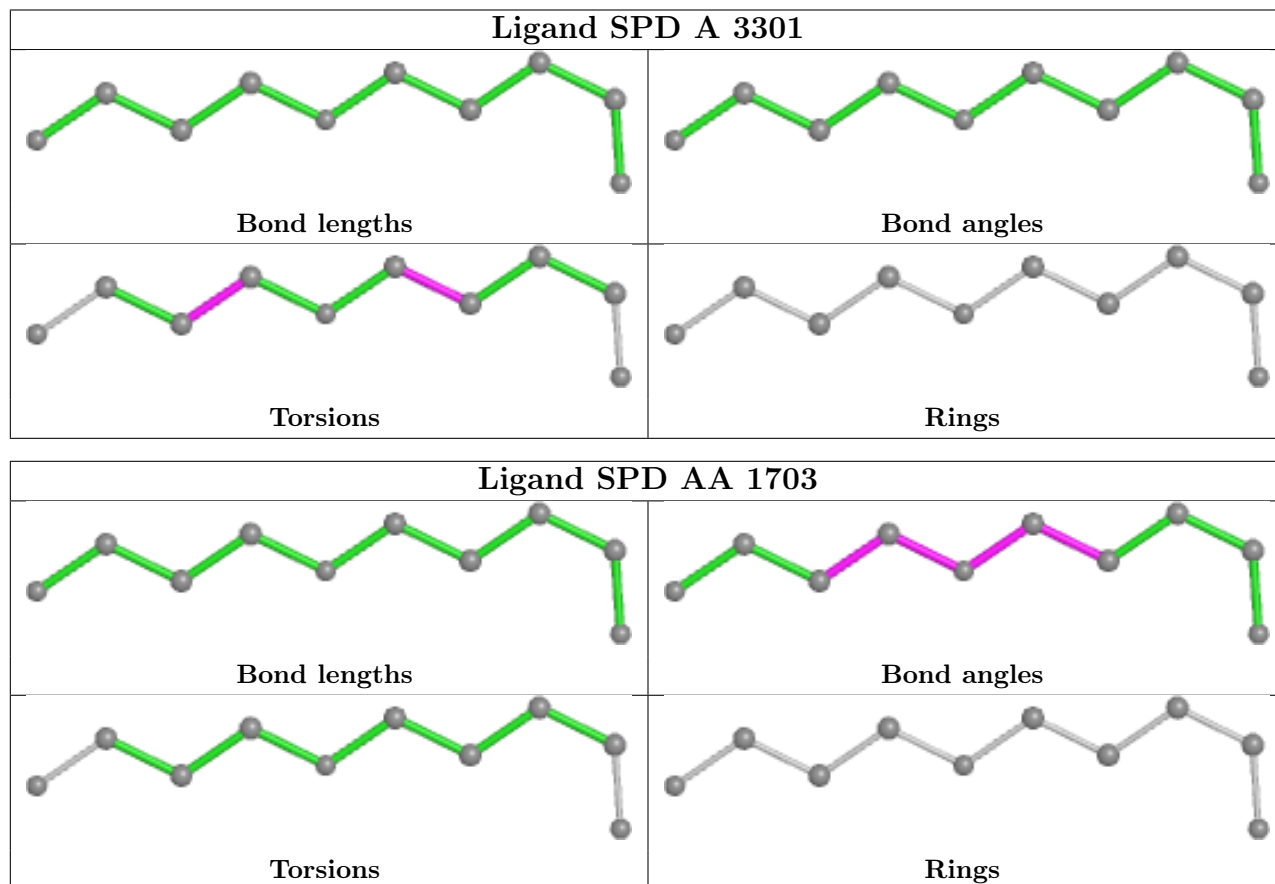 Ligand SPD A 3301
Bond lengths
Bond angles
Torsions
Rings
Ligand SPD AA 1703
Bond lengths
Bond angles
Torsions
Rings